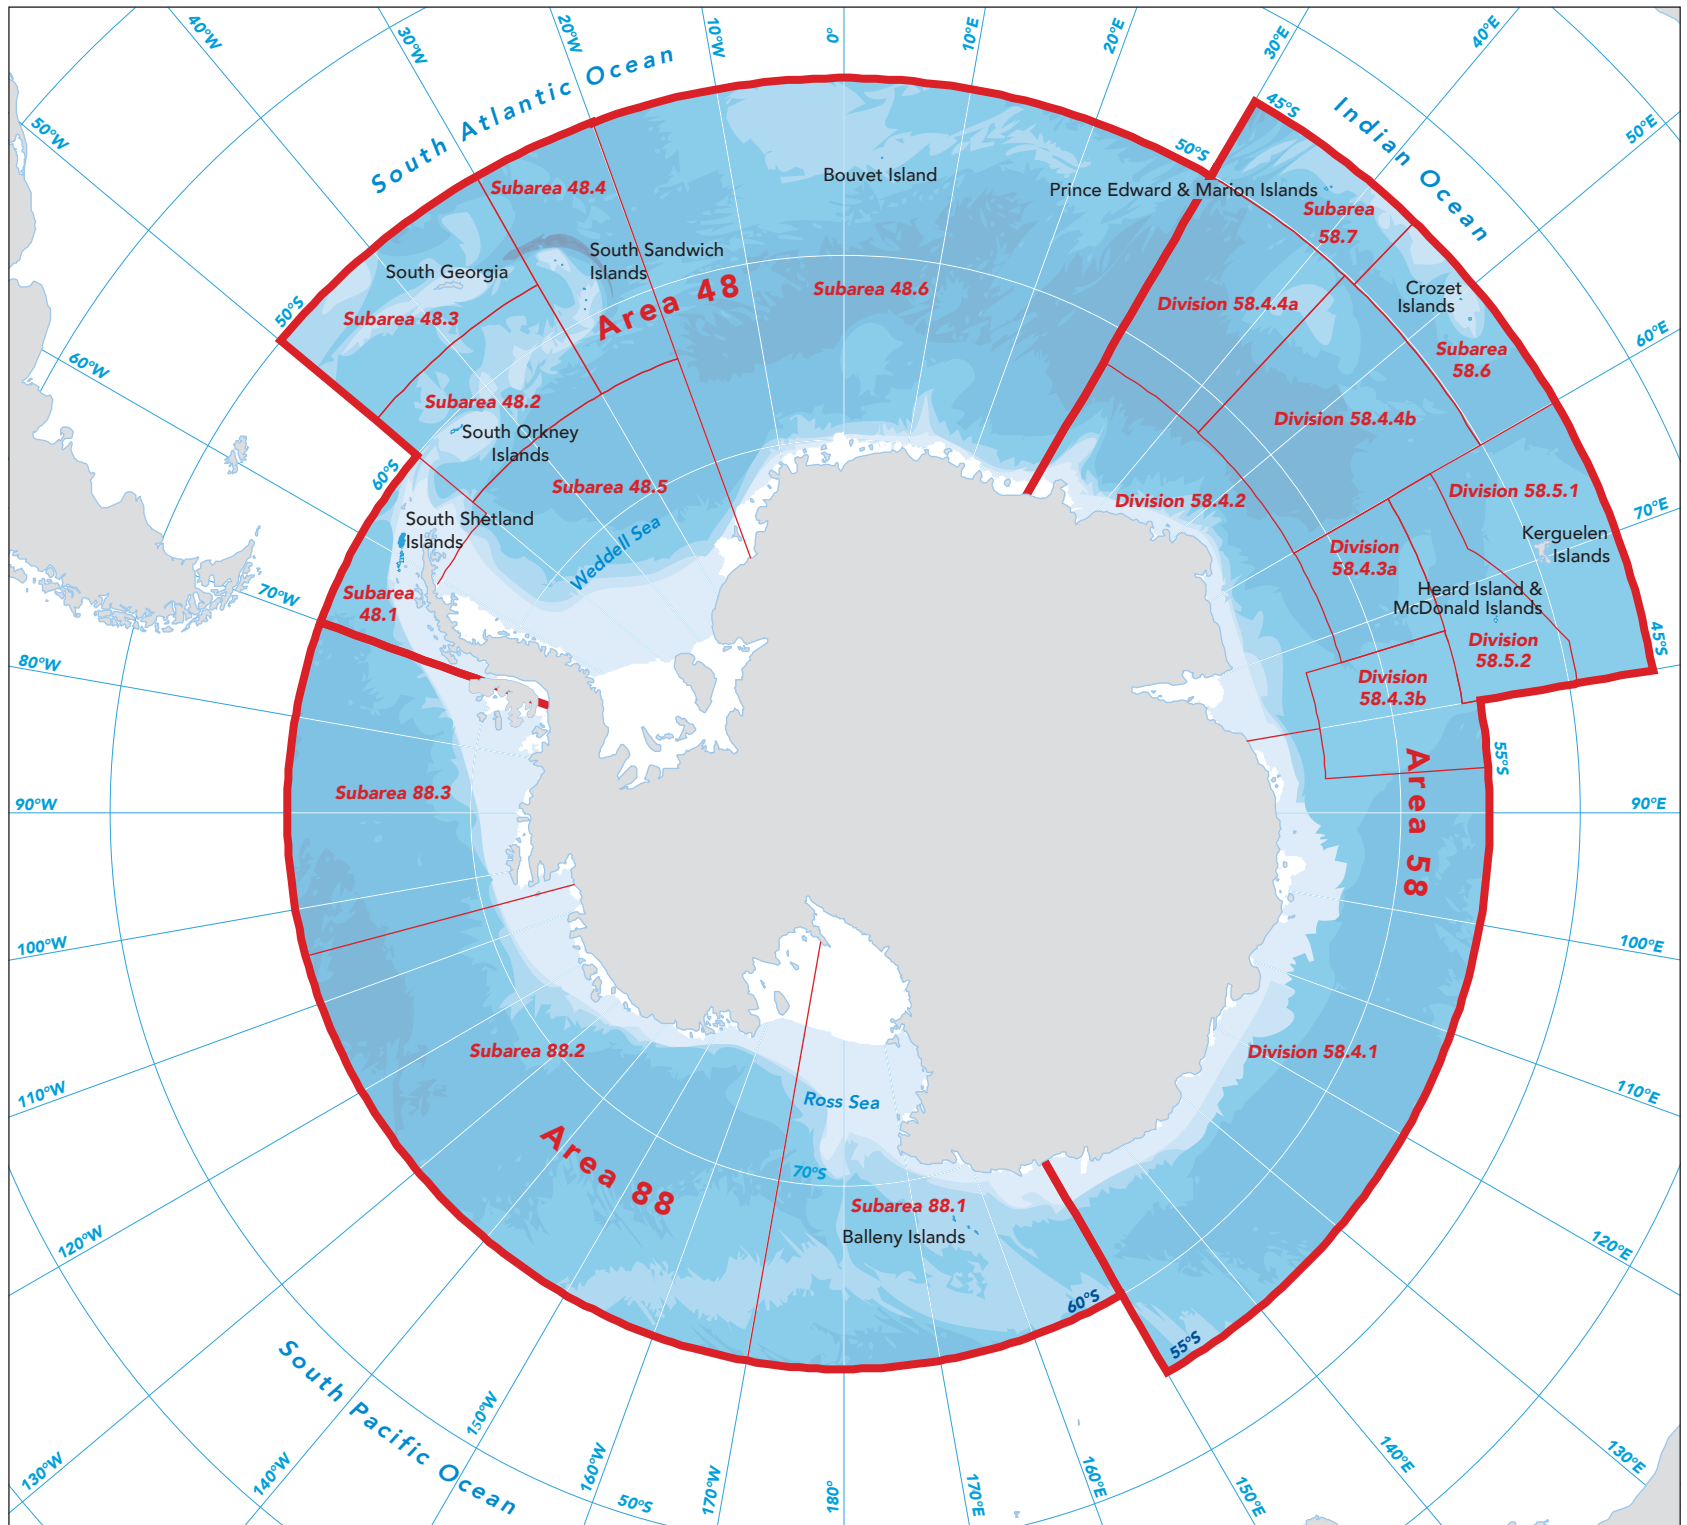 40°W
30°W
20°W
10°W
0°
10°E
20°E
30°E
40°E
50°E
South Atlantic Ocean
Indian Ocean
45°S
50°S
50°W
Bouvet Island
Prince Edward & Marion Islands
Subarea 48.4
Subarea
58.7
South Sandwich
Islands
South Georgia
Area 48
Subarea 48.6
Division 58.4.4a
Crozet
Islands
50°S
Subarea 48.3
60°E
Subarea
58.6
60°W
Subarea 48.2
Division 58.4.4b
South Orkney
Islands
60°S
Subarea 48.5
Division 58.4.2
Division 58.5.1
70°E
South Shetland
Islands
Weddell Sea
Kerguelen
Islands
Division
58.4.3a
Heard Island &
McDonald Islands
70°W
Subarea
48.1
45°S
Division
58.5.2
80°W
Division
58.4.3b
55°S
Area 58
Subarea 88.3
90°W
90°E
100°W
100°E
Subarea 88.2
Division 58.4.1
110°W
110°E
Ross Sea
Area 88
70°S
Subarea 88.1
Balleny Islands
120°W
120°E
60°S
55°S
South Pacific Ocean
130°W
140°W
150°W
160°W
50°S
170°W
180°
170°E
160°E
150°E
140°E
130°E